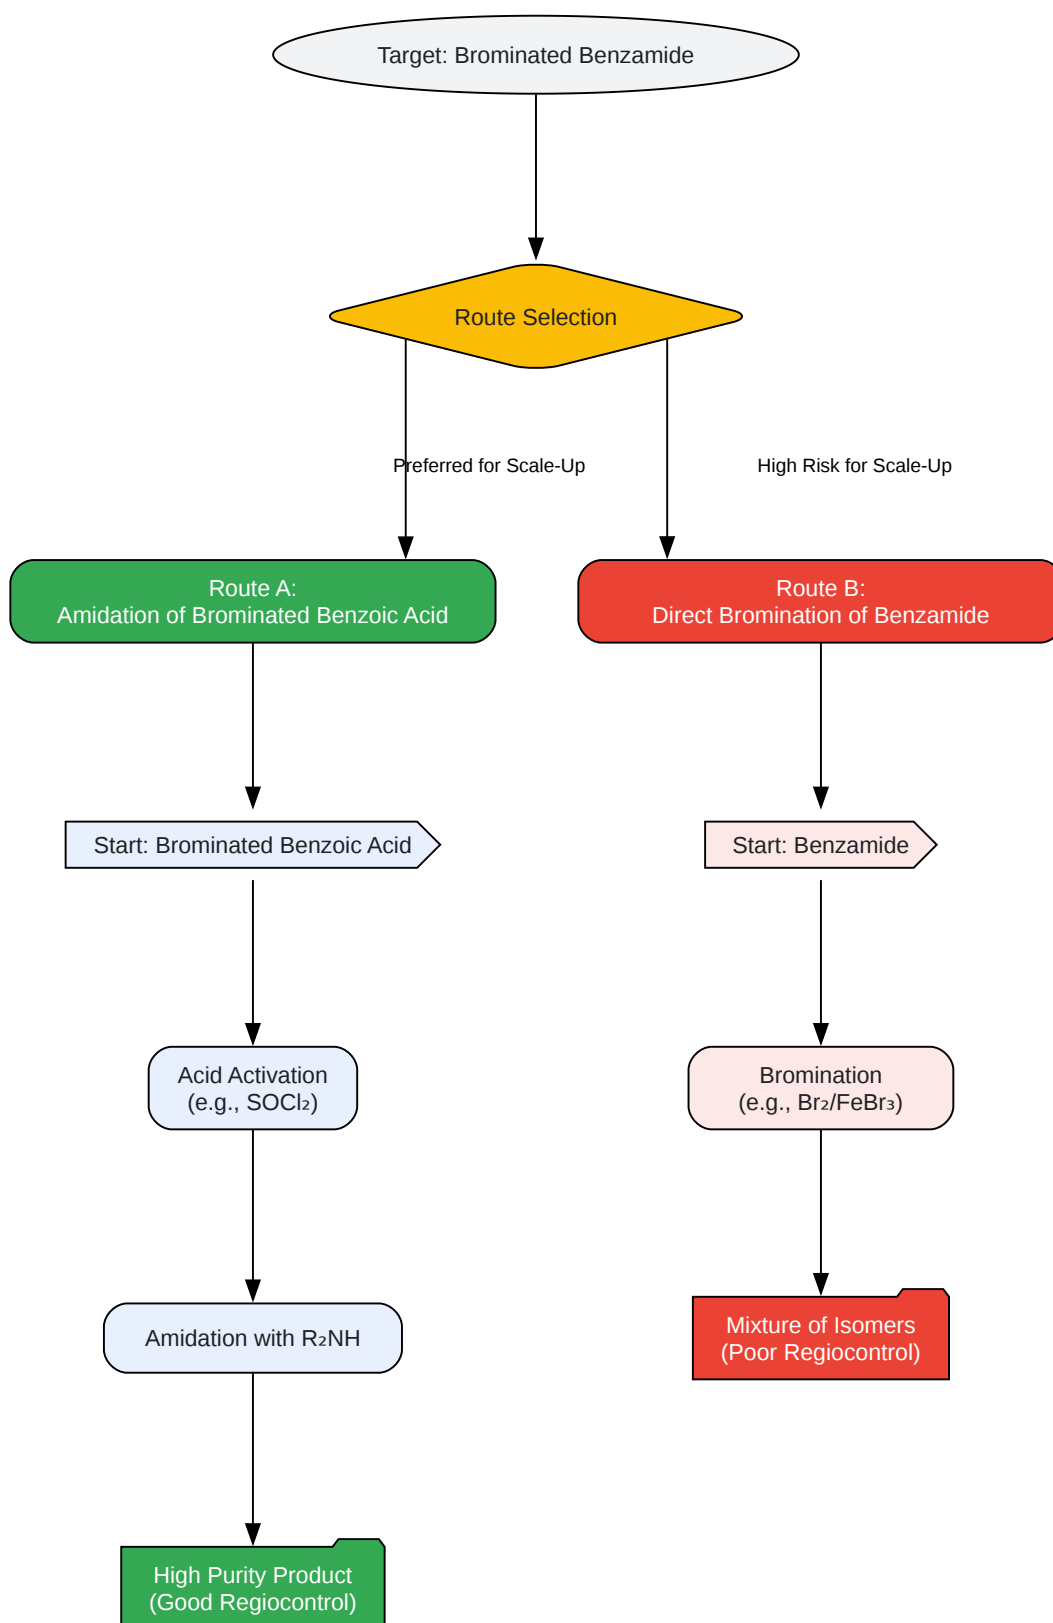 Target: Brominated Benzamide
Route Selection
Preferred for Scale-Up
High Risk for Scale-Up
Route A:
Amidation of Brominated Benzoic Acid
Route B:
Direct Bromination of Benzamide
Start: Brominated Benzoic Acid
Start: Benzamide
Acid Activation
(e.g., SOCl₂)
Bromination
(e.g., Br₂/FeBr₃)
Amidation with R₂NH
Mixture of Isomers
(Poor Regiocontrol)
High Purity Product
(Good Regiocontrol)